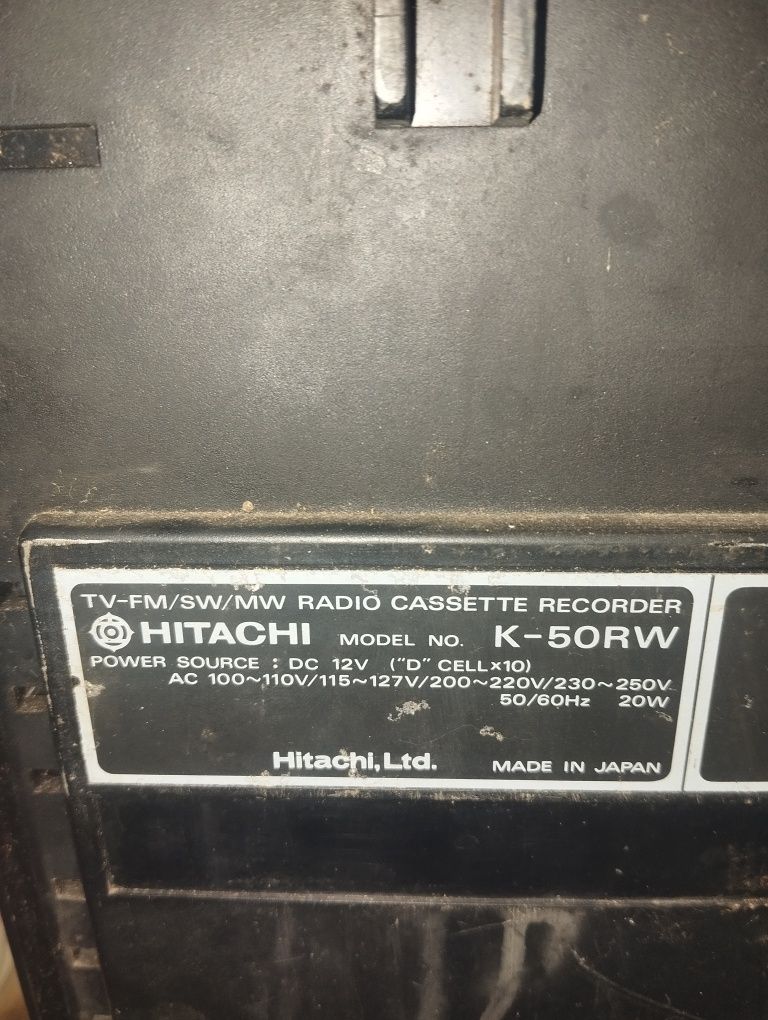 TV-FM/SW/MW RADIO CASSETTE RECORDER
HITACHI MODEL NO. K-50RW
POWER SOURCE : DC 12V ("D" CELL×10)
AC 100~110V/115~127V/200~220V/230~250V
50/60Hz 20W
Hitachi, Ltd. MADE IN JAPAN